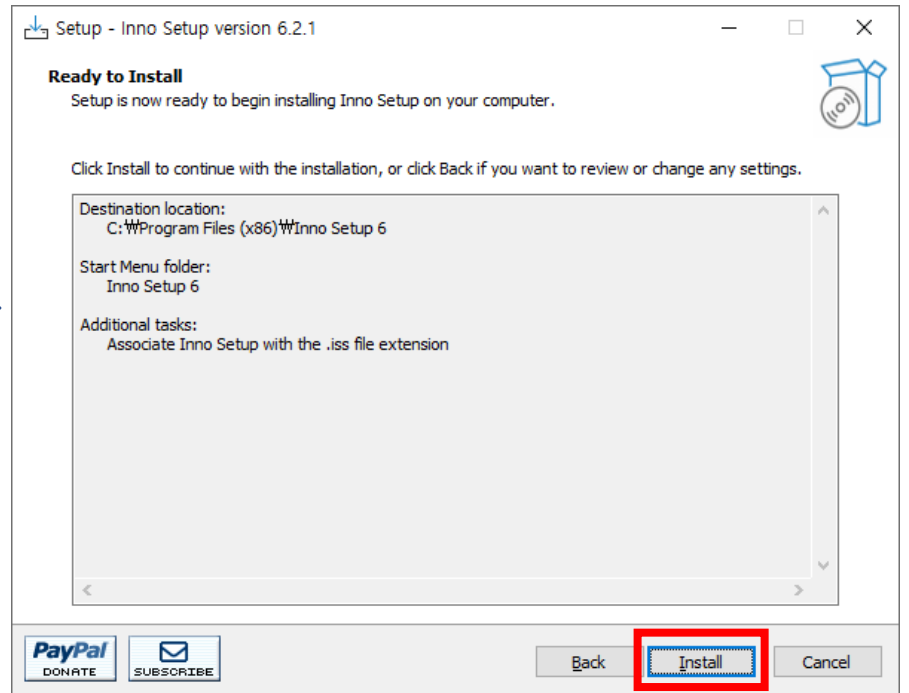 Setup - Inno Setup version 6.2.1
Ready to Install
Setup is now ready to begin installing Inno Setup on your computer.
Click Install to continue with the installation, or click Back if you want to review or change any settings.
Destination location:
C:₩Program Files (x86)₩Inno Setup 6
Start Menu folder:
Inno Setup 6
Additional tasks:
Associate Inno Setup with the .iss file extension
PayPal
DONATE
SUBSCRIBE
Back
Install
Cancel